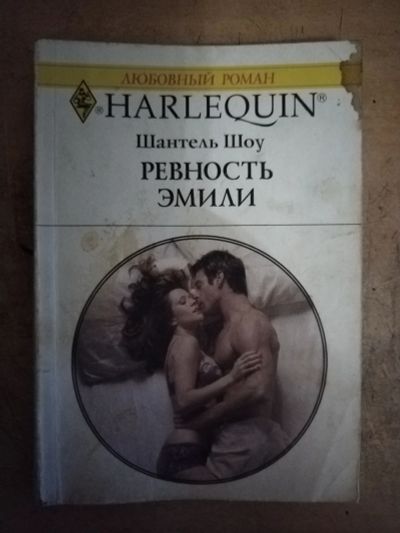 ЛЮБОВНЫЙ РОМАН
® HARLEQUIN®
Шантель Шоу
РЕВНОСТЬ
ЭМИЛИ